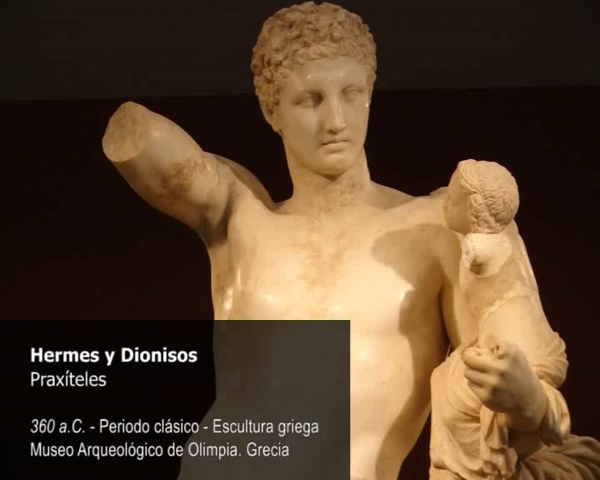 Hermes y Dionisos
Praxíteles
360 a.C. - Periodo clásico - Escultura griega
Museo Arqueológico de Olimpia. Grecia